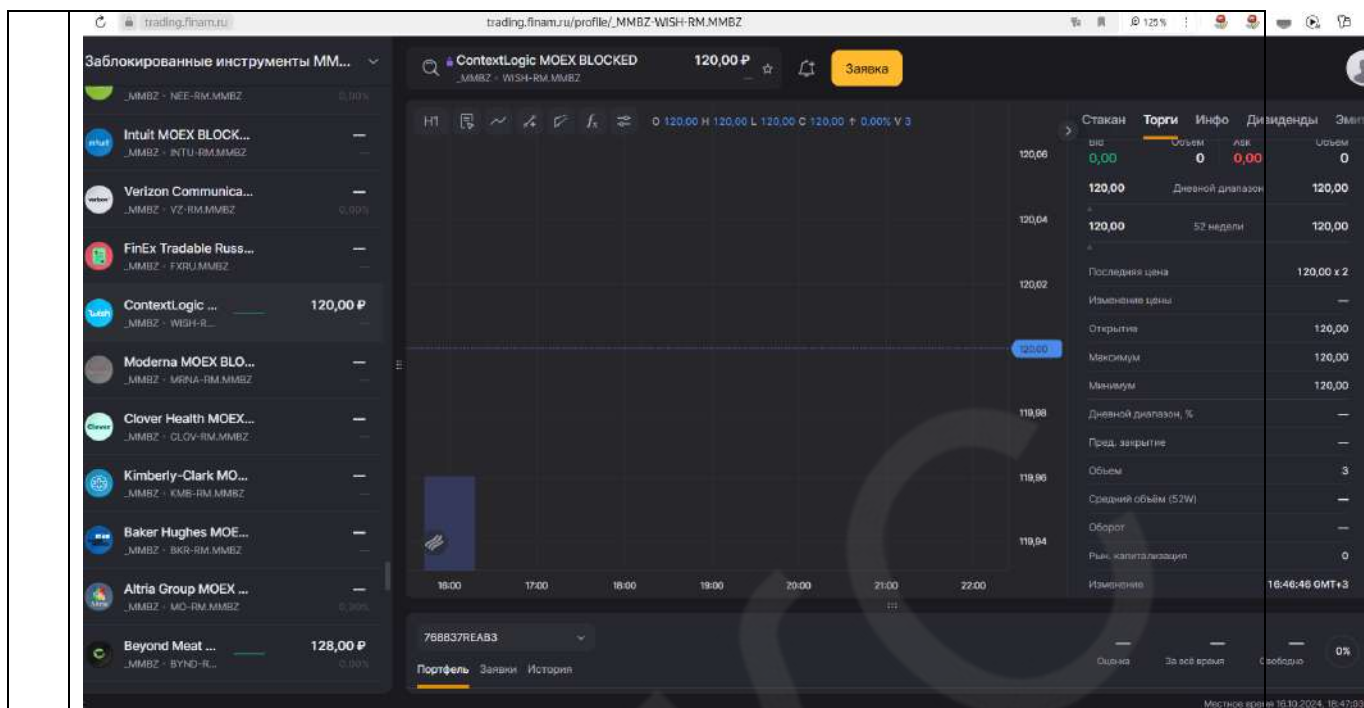 trading.finam.ru
trading.finam.ru/profile/_MMBZ-WISH-RM.MMBZ
125 %
Заблокированные инструменты MM...
_MMBZ · NEE-RM.MMBZ 0,00%
Intuit MOEX BLOCK... —
_MMBZ · INTU-RM.MMBZ
Verizon Communica... —
_MMBZ · VZ-RM.MMBZ 0,00%
FinEx Tradable Russ... —
_MMBZ · FXRU.MMBZ —
ContextLogic ... 120,00 ₽
_MMBZ · WISH-R... —
Moderna MOEX BLO... —
_MMBZ · MRNA-RM.MMBZ —
Clover Health MOEX... —
_MMBZ · CLOV-RM.MMBZ —
Kimberly-Clark MO... —
_MMBZ · KMB-RM.MMBZ —
Baker Hughes MOE... —
_MMBZ · BKR-RM.MMBZ —
Altria Group MOEX ... —
_MMBZ · MO-RM.MMBZ 0,00%
Beyond Meat ... 128,00 ₽
_MMBZ · BYND-R... 0,00%
ContextLogic MOEX BLOCKED 120,00 ₽
_MMBZ · WISH-RM.MMBZ —
Заявка
H1 O 120,00 H 120,00 L 120,00 C 120,00 ↑ 0,00% V 3
120,06
120,04
120,02
120,00
119,98
119,96
119,94
16:00 17:00 18:00 19:00 20:00 21:00 22:00
Стакан Торги Инфо Дивиденды Эмит
Bid Объем Ask Объем
0,00 0 0,00 0
120,00 Дневной диапазон 120,00
120,00 52 недели 120,00
Последняя цена 120,00 x 2
Изменение цены —
Открытие 120,00
Максимум 120,00
Минимум 120,00
Дневной диапазон, % —
Пред. закрытие —
Объем 3
Средний объём (52W) —
Оборот —
Рын. капитализация 0
Изменение 16:46:46 GMT+3
768837REAB3
Портфель Заявки История
— — —
Оценка За всё время Свободно 0%
Местное время 16.10.2024, 18:47:03